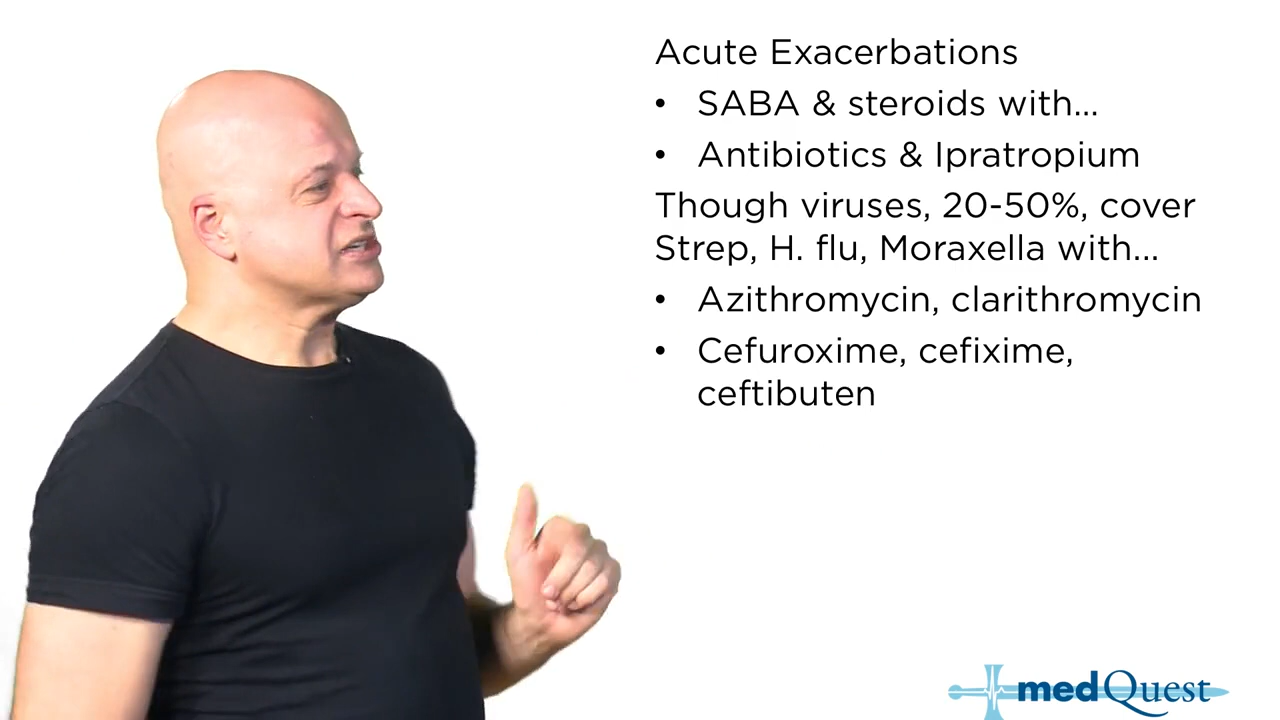 Acute Exacerbations
• SABA & steroids with...
• Antibiotics & Ipratropium
Though viruses, 20-50%, cover
Strep, H. flu, Moraxella with...
• Azithromycin, clarithromycin
• Cefuroxime, cefixime,
ceftibuten
medQuest